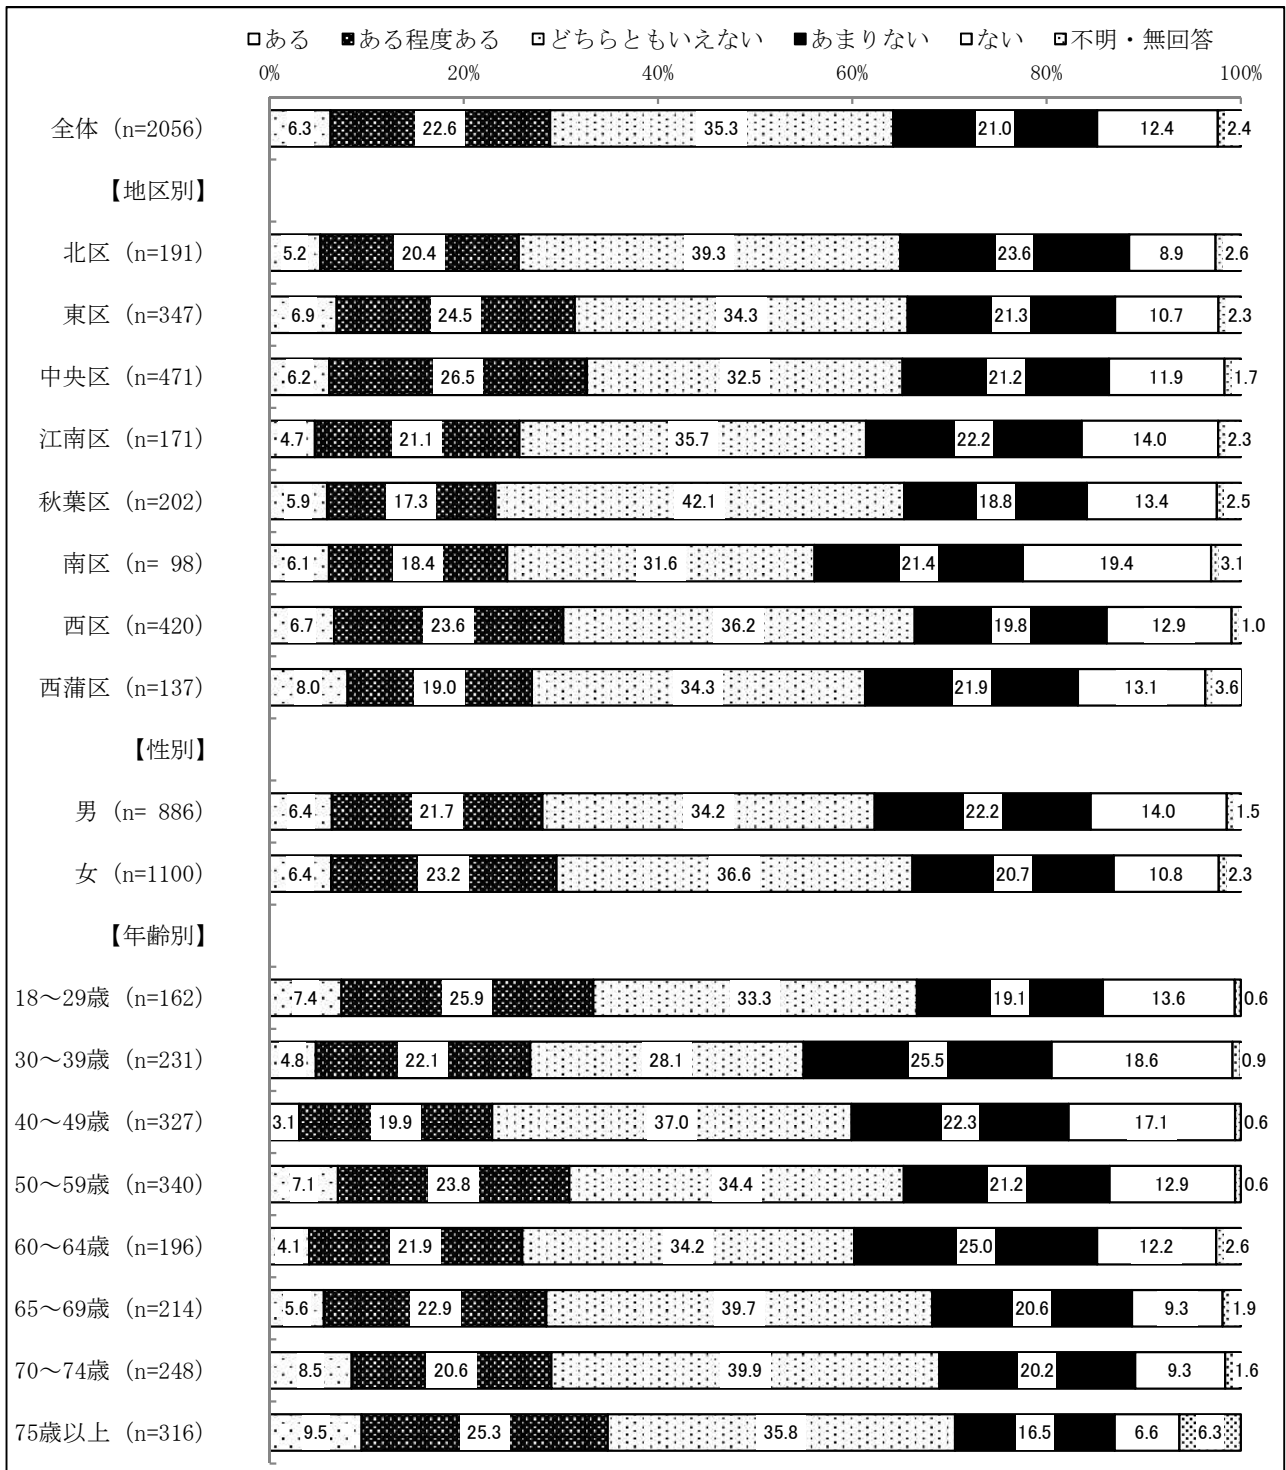 ある ある程度ある どちらともいえない あまりない ない 不明・無回答
0% 20% 40% 60% 80% 100%
全体 (n=2056) 6.3 22.6 35.3 21.0 12.4 2.4
【地区別】
北区 (n=191) 5.2 20.4 39.3 23.6 8.9 2.6
東区 (n=347) 6.9 24.5 34.3 21.3 10.7 2.3
中央区 (n=471) 6.2 26.5 32.5 21.2 11.9 1.7
江南区 (n=171) 4.7 21.1 35.7 22.2 14.0 2.3
秋葉区 (n=202) 5.9 17.3 42.1 18.8 13.4 2.5
南区 (n= 98) 6.1 18.4 31.6 21.4 19.4 3.1
西区 (n=420) 6.7 23.6 36.2 19.8 12.9 1.0
西蒲区 (n=137) 8.0 19.0 34.3 21.9 13.1 3.6
【性別】
男 (n= 886) 6.4 21.7 34.2 22.2 14.0 1.5
女 (n=1100) 6.4 23.2 36.6 20.7 10.8 2.3
【年齢別】
18～29歳 (n=162) 7.4 25.9 33.3 19.1 13.6 0.6
30～39歳 (n=231) 4.8 22.1 28.1 25.5 18.6 0.9
40～49歳 (n=327) 3.1 19.9 37.0 22.3 17.1 0.6
50～59歳 (n=340) 7.1 23.8 34.4 21.2 12.9 0.6
60～64歳 (n=196) 4.1 21.9 34.2 25.0 12.2 2.6
65～69歳 (n=214) 5.6 22.9 39.7 20.6 9.3 1.9
70～74歳 (n=248) 8.5 20.6 39.9 20.2 9.3 1.6
75歳以上 (n=316) 9.5 25.3 35.8 16.5 6.6 6.3